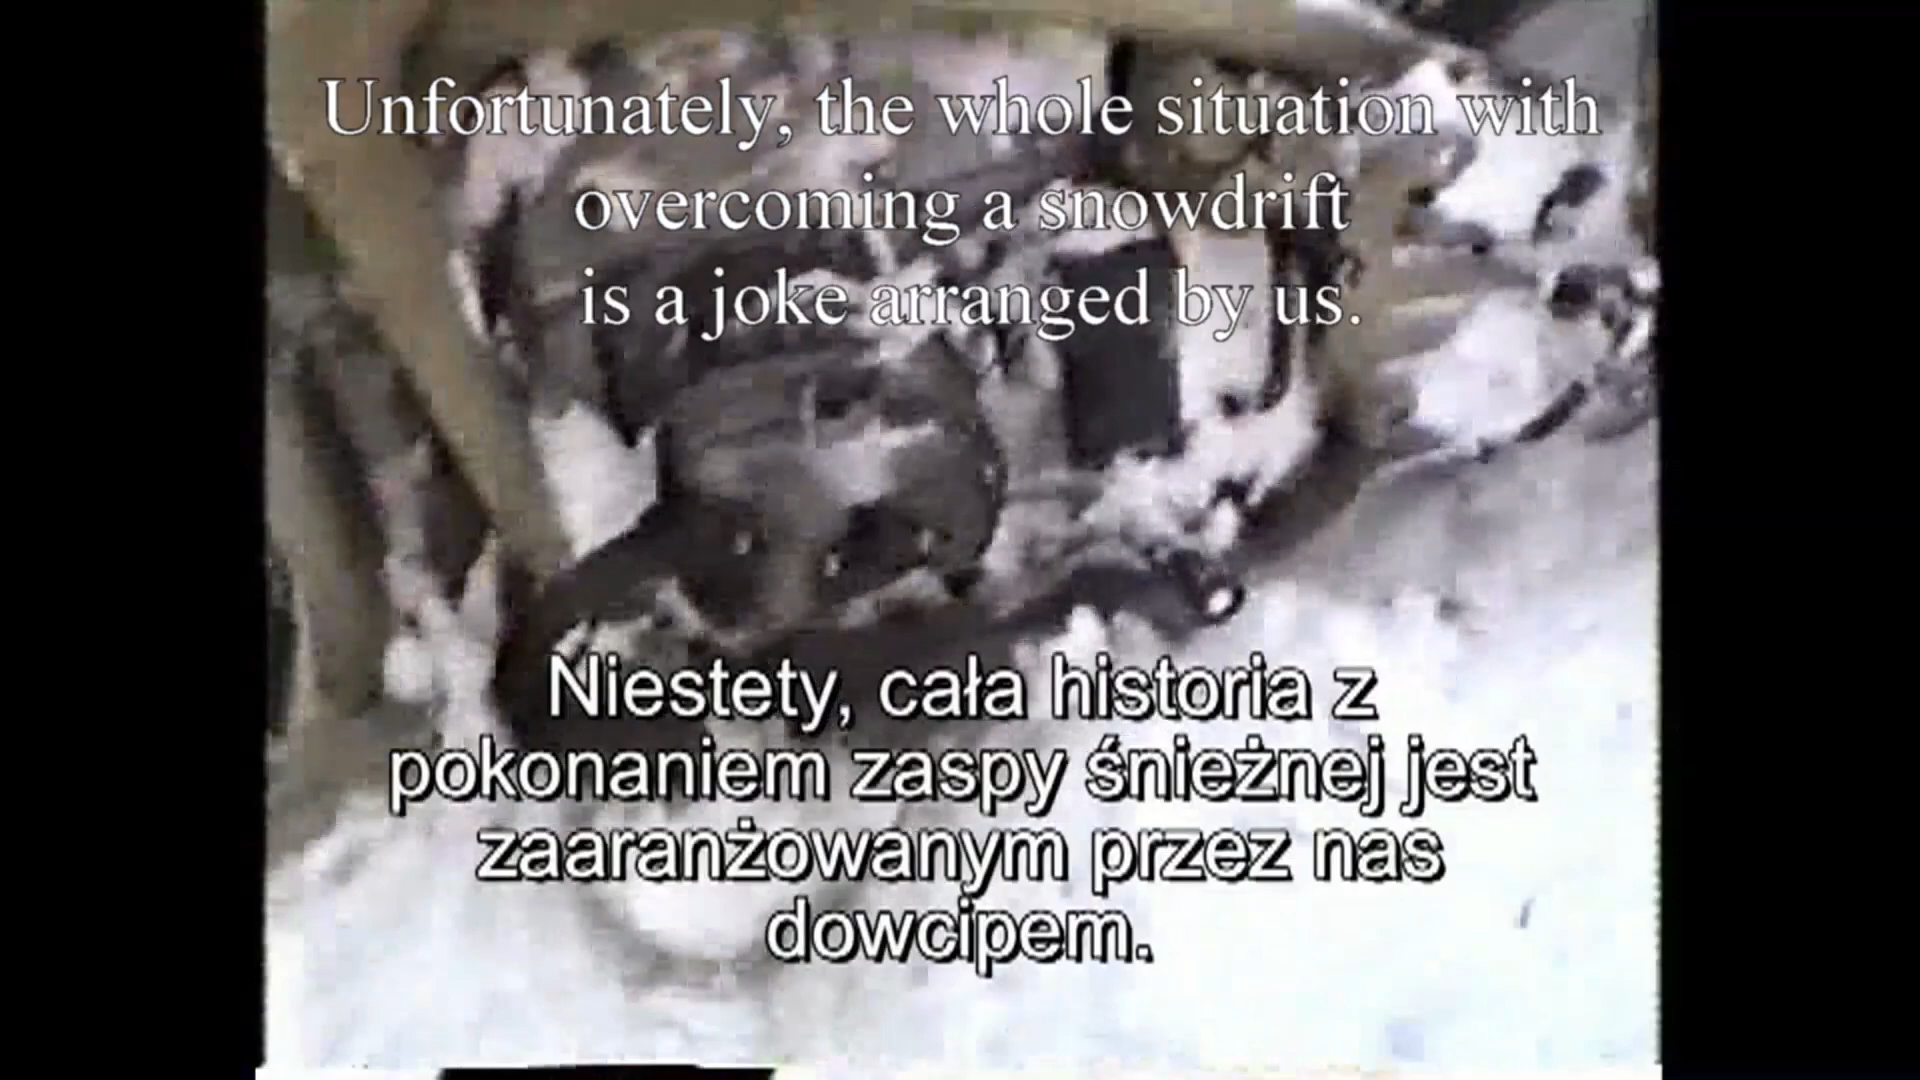 Unfortunately, the whole situation with
overcoming a snowdrift
is a joke arranged by us.
Niestety, cała historia z
pokonaniem zaspy śnieżnej jest
zaaranżowanym przez nas
dowcipem.